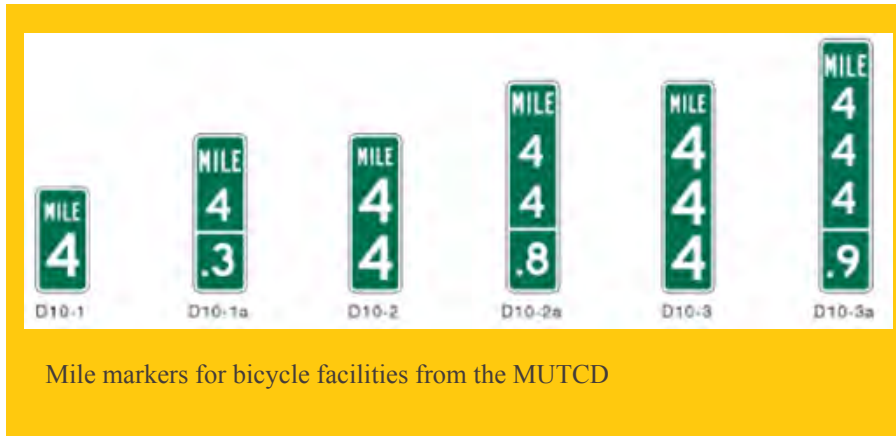 MILE
4
D10-1
MILE
4
.3
D10-1a
MILE
4
4
D10-2
MILE
4
4
.8
D10-2a
MILE
4
4
4
D10-3
MILE
4
4
4
.9
D10-3a
Mile markers for bicycle facilities from the MUTCD